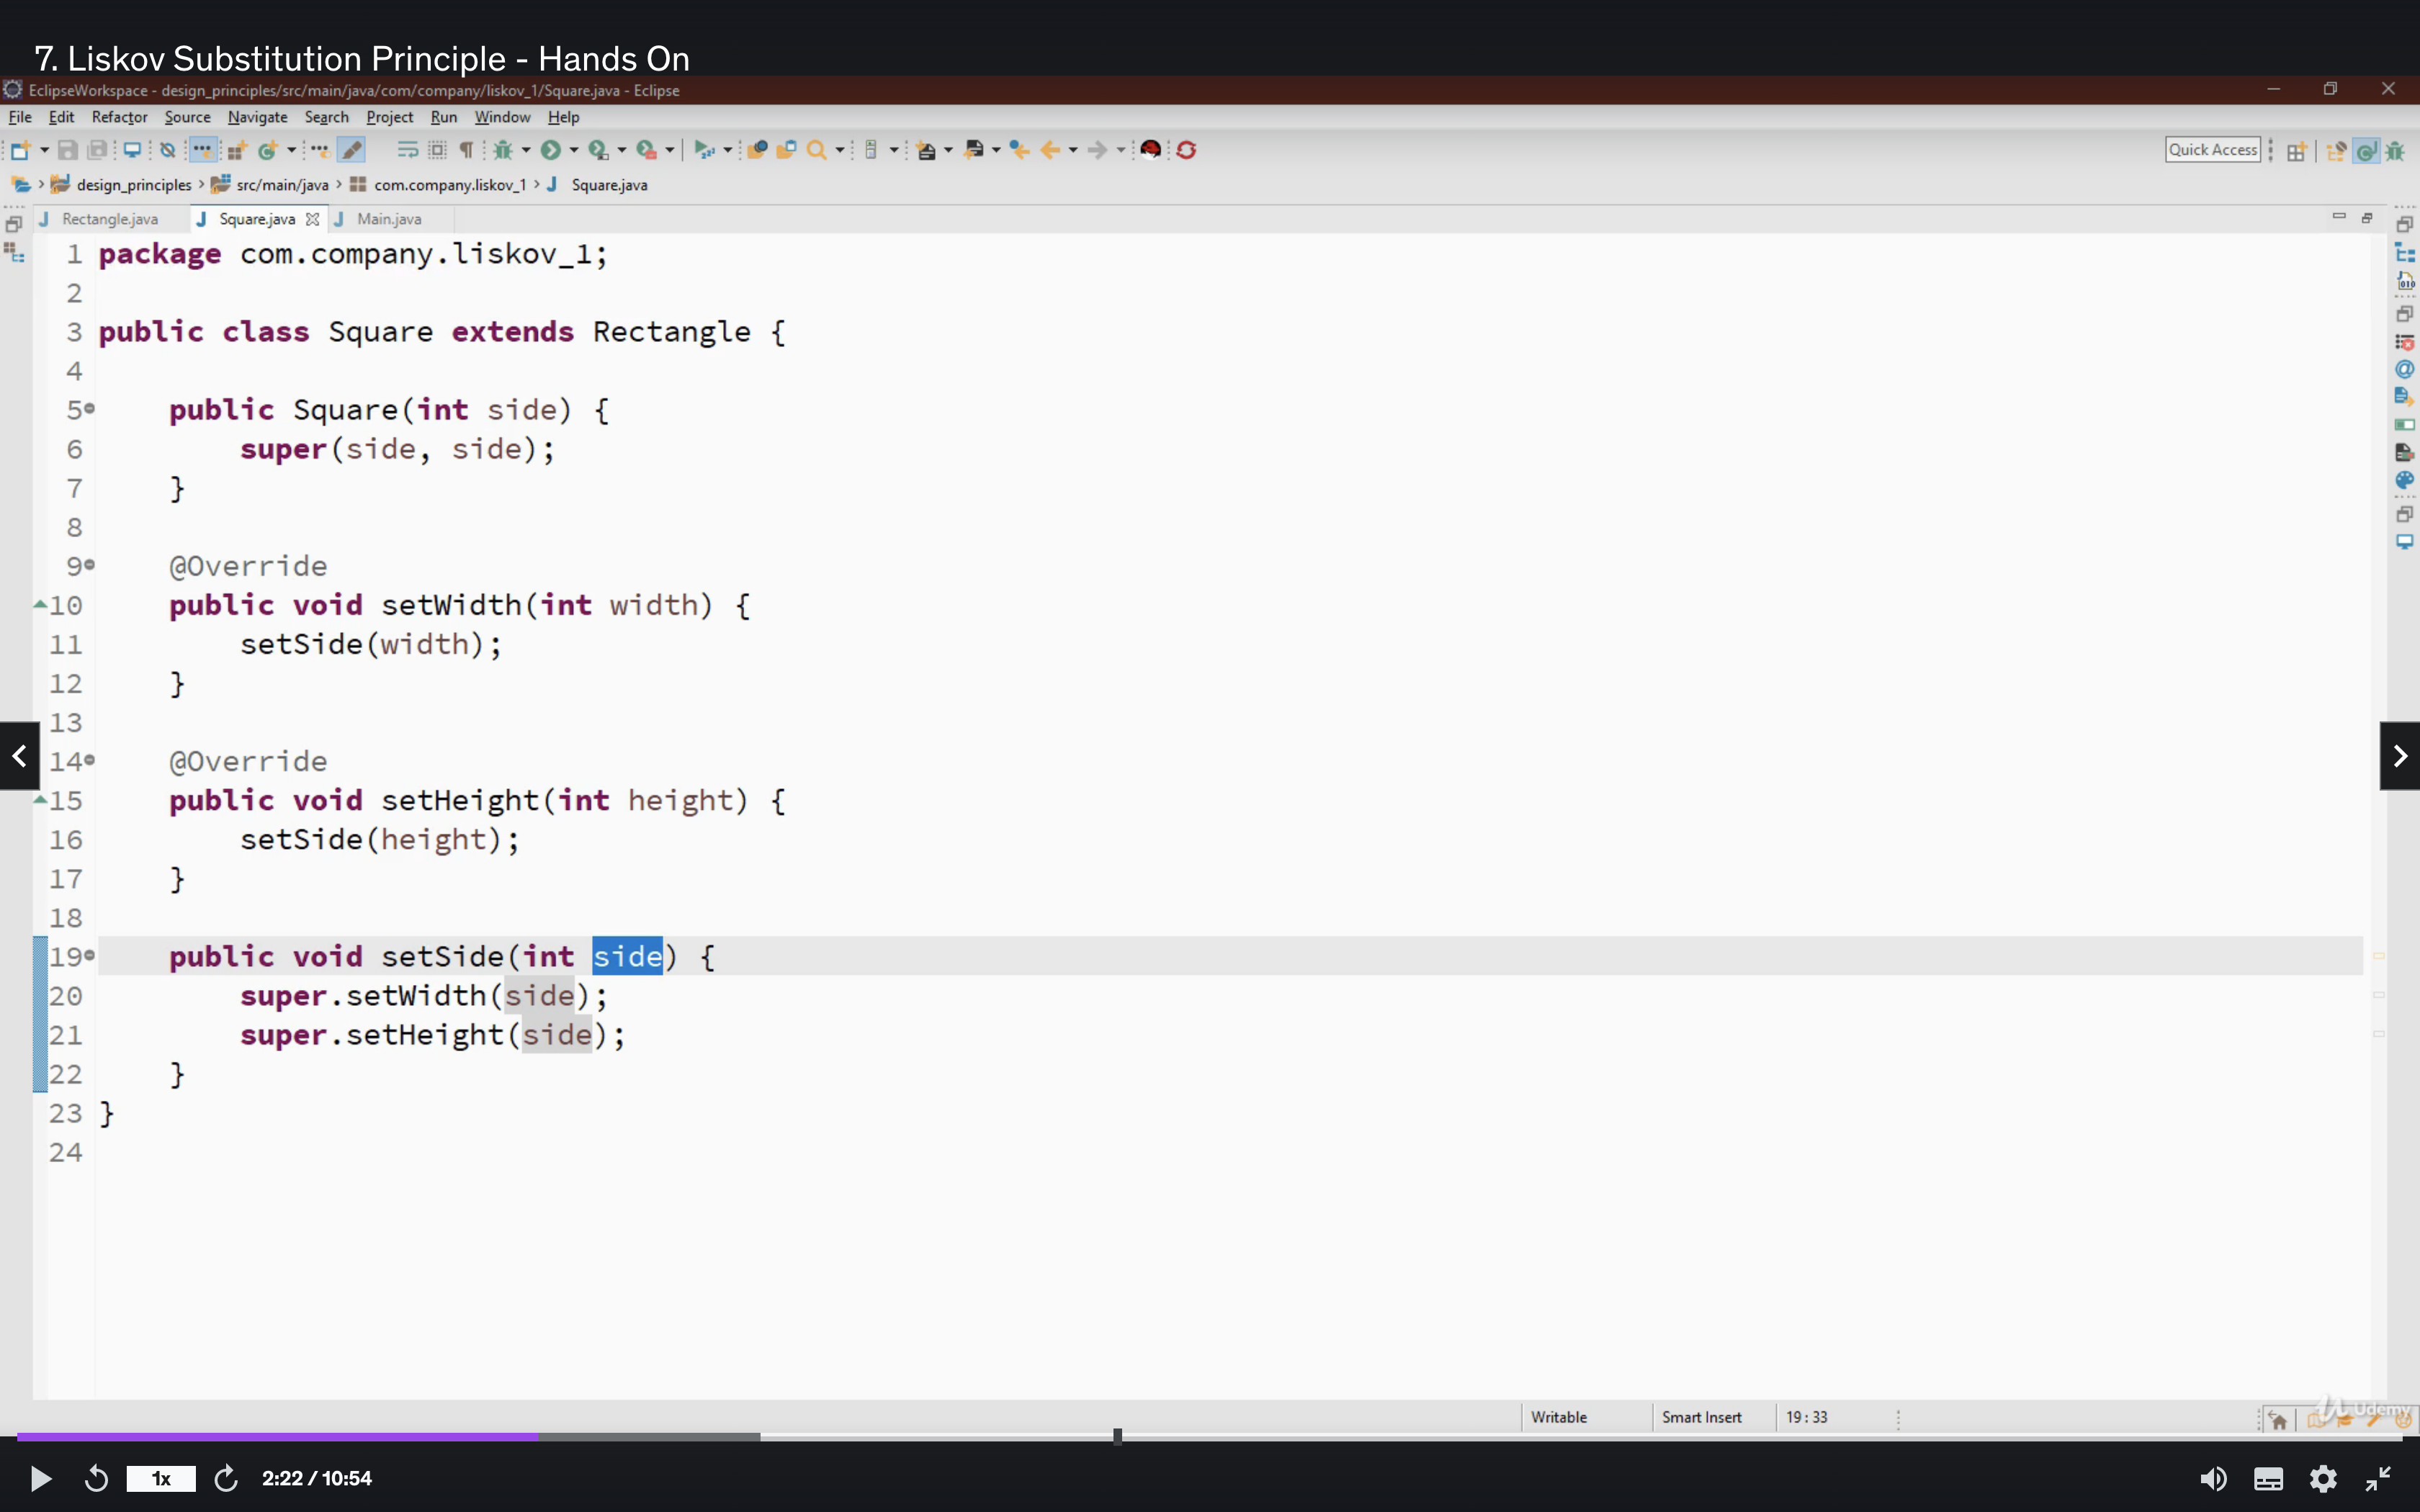 7. Liskov Substitution Principle - Hands On
EclipseWorkspace - design_principles/src/main/java/com/company/liskov_1/Square.java - Eclipse
File Edit Refactor Source Navigate Search Project Run Window Help
Quick Access
design_principles > src/main/java > com.company.liskov_1 > Square.java
Rectangle.java Square.java Main.java
1 package com.company.liskov_1;
2
3 public class Square extends Rectangle {
4
5 public Square(int side) {
6 super(side, side);
7 }
8
9 @Override
10 public void setWidth(int width) {
11 setSide(width);
12 }
13
14 @Override
15 public void setHeight(int height) {
16 setSide(height);
17 }
18
19 public void setSide(int side) {
20 super.setWidth(side);
21 super.setHeight(side);
22 }
23 }
24
Writable Smart Insert 19 : 33
Udemy
1x 2:22 / 10:54